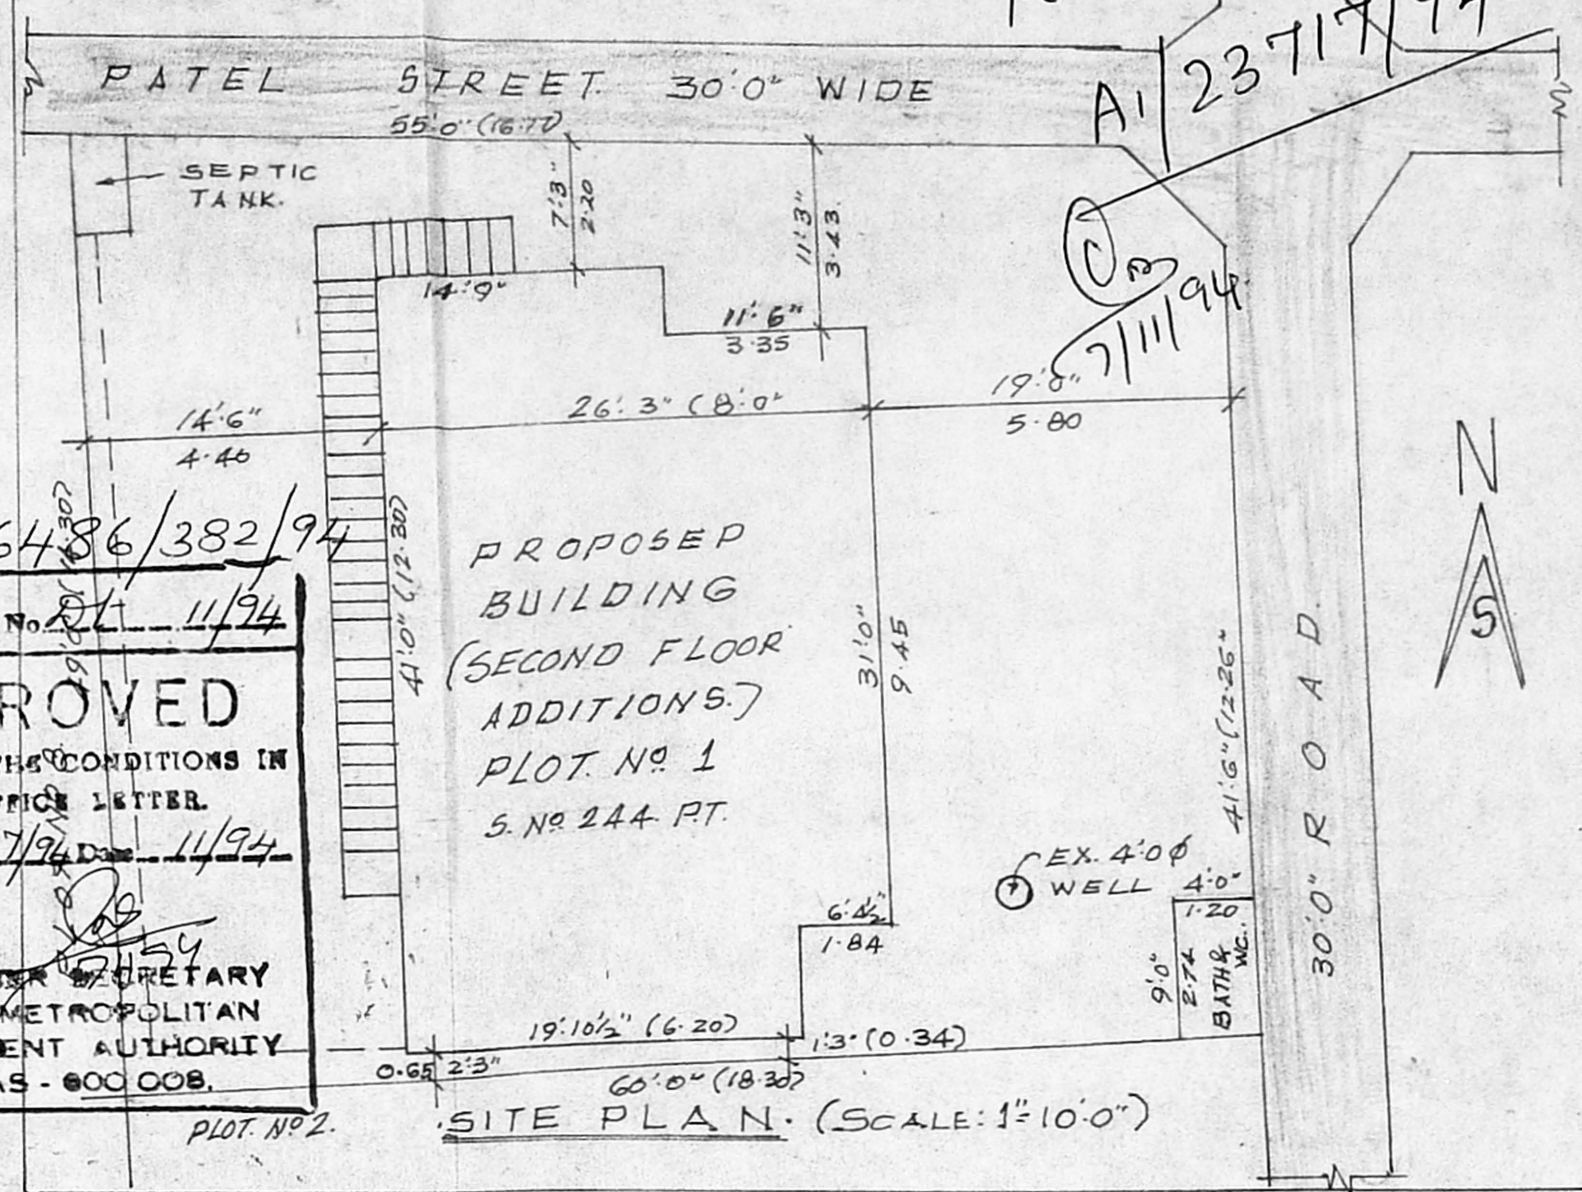 A1/23717/94
PATEL STREET. 30'·0" WIDE
55'·0" (16·77)
SEPTIC
TANK.
7'·3"
2·20
11'·3"
3·43
14'·9"
11'·6"
3·35
7/11/94
14'·6"
4·40
26'·3" (8·0"
19'·0"
5·80
N
S
6486/382/94
No. 11/94
ROVED
THE CONDITIONS IN
OFFICE LETTER.
7/94 Date 11/94
SECRETARY
METROPOLITAN
ENT AUTHORITY
AS - 600 008.
41'·0" (12·30)
PROPOSED
BUILDING
(SECOND FLOOR
ADDITIONS.)
PLOT. Nº 1
S. Nº 244 P.T.
31'·0"
9·45
41'·6" (12·26"
30'·0" ROAD.
EX. 4'·0 φ
WELL
4'·0"
1·20
9'·0"
2·74
BATH &
WC.
6'·4½"
1·84
19'·10½" (6·20)
1'·3" (0·34)
0·65 2'·3"
60'·0" (18·30)
PLOT. Nº 2.
SITE PLAN. (SCALE: 1"=10'·0")